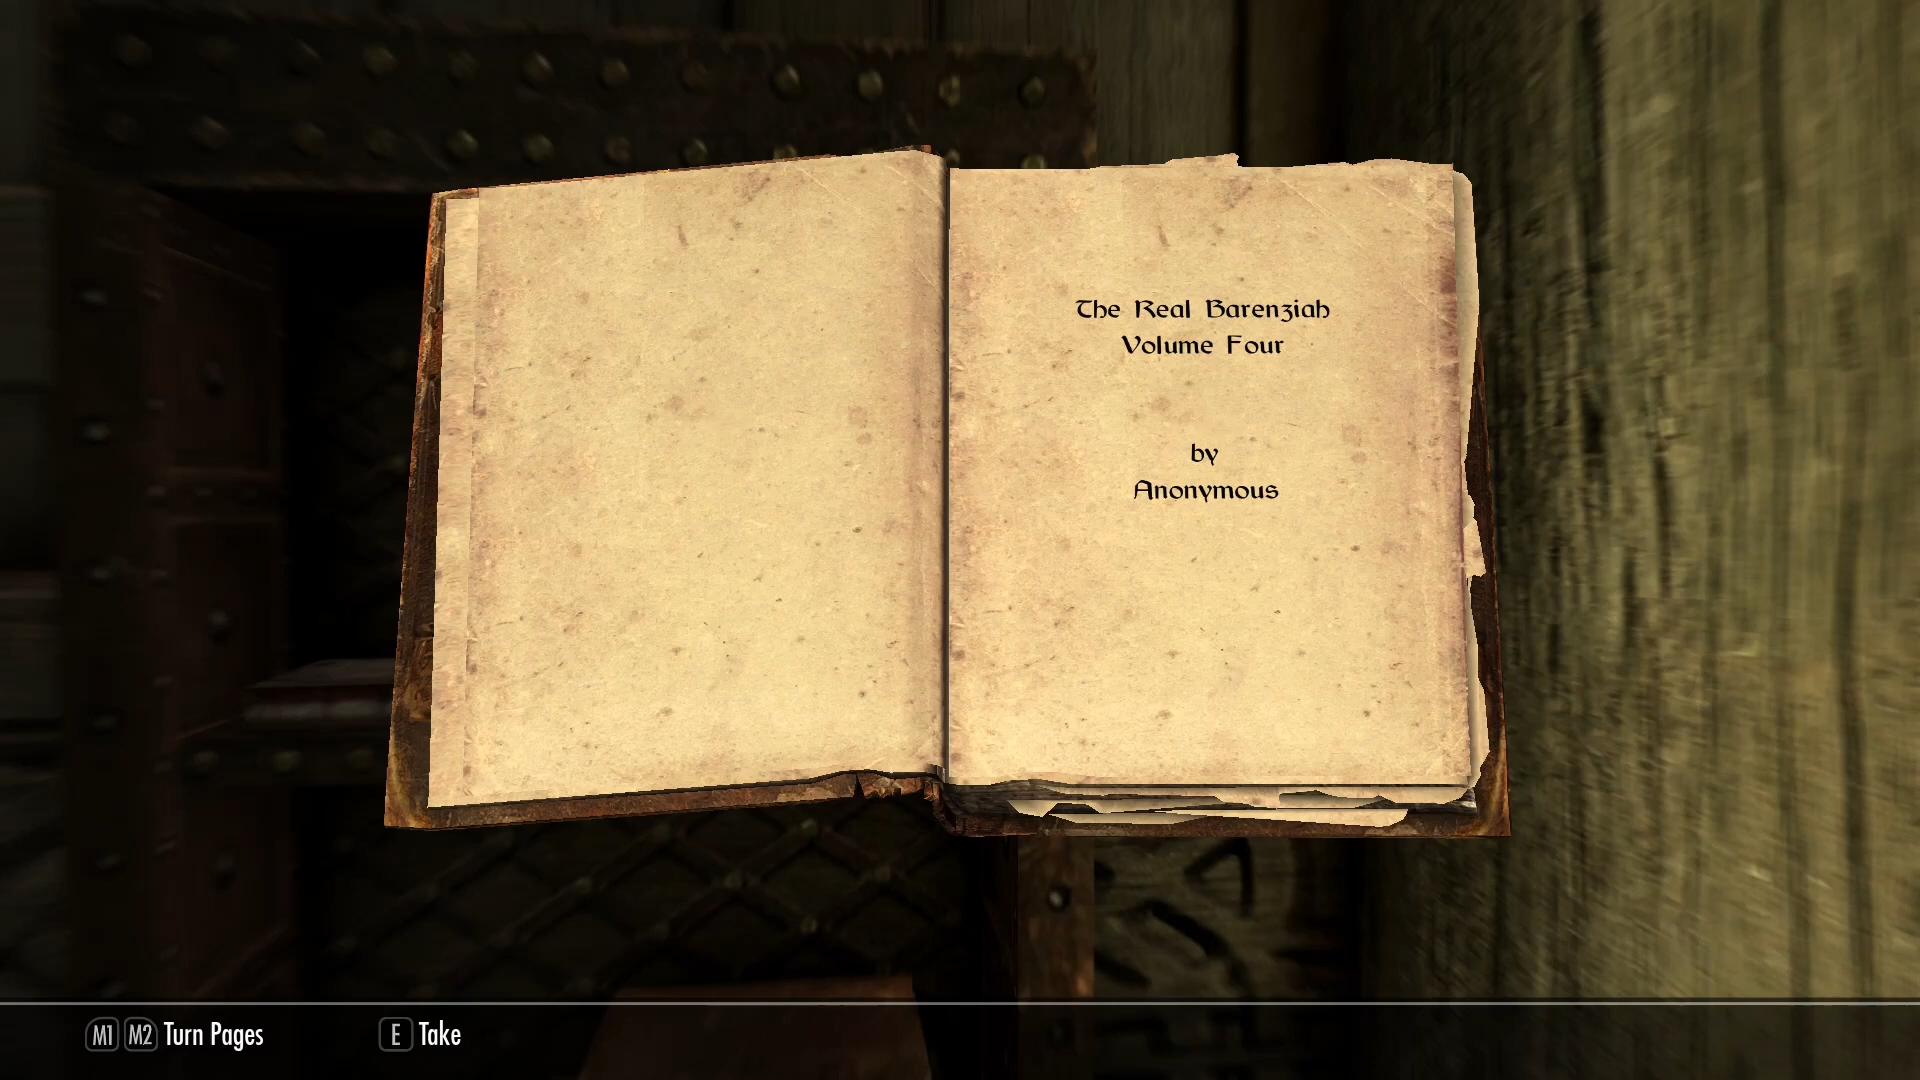 The Real Barenziah
Volume Four
by
Anonymous
M1 M2 Turn Pages
E Take